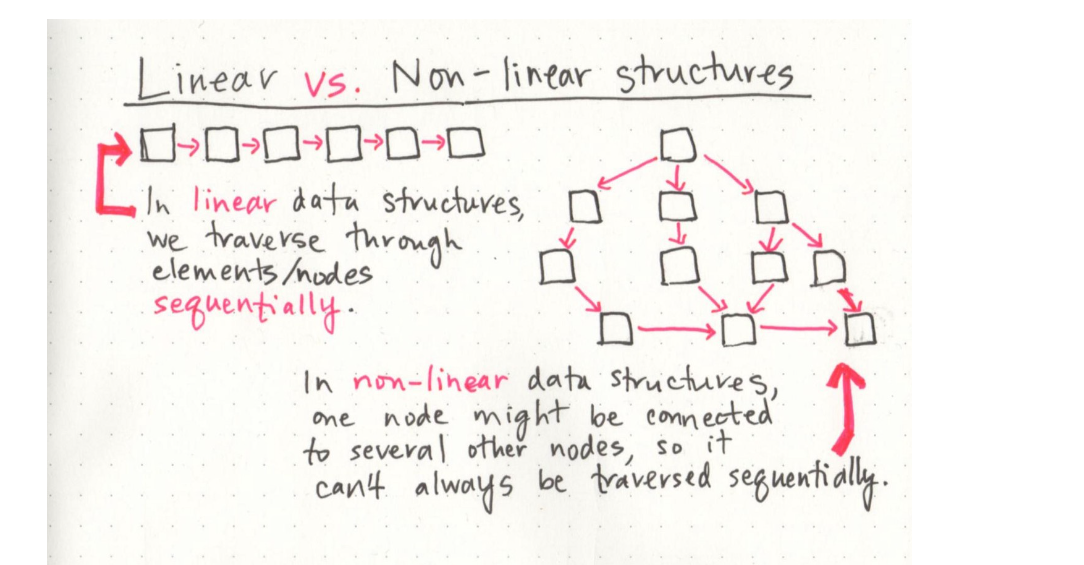 Linear vs. Non-linear structures
In linear data structures,
we traverse through
elements/nodes
sequentially.
In non-linear data structures,
one node might be connected
to several other nodes, so it
can't always be traversed sequentially.